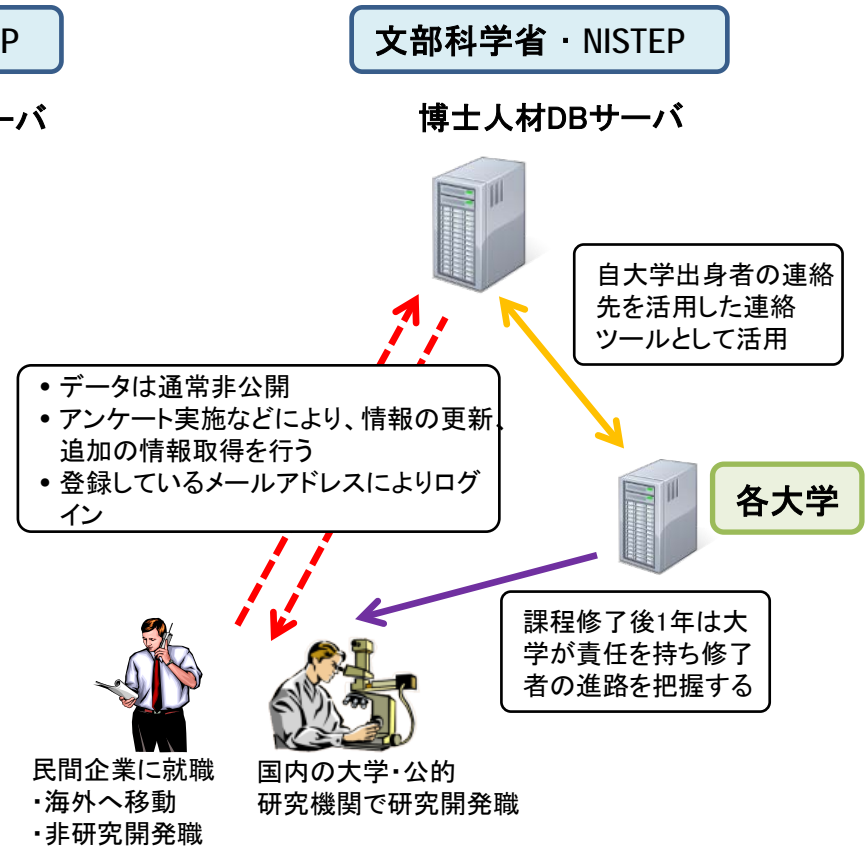 P
文部科学省・NISTEP
ーバ
博士人材DBサーバ
自大学出身者の連絡
先を活用した連絡
ツールとして活用
• データは通常非公開
• アンケート実施などにより、情報の更新、
追加の情報取得を行う
• 登録しているメールアドレスによりログ
イン
各大学
課程修了後1年は大
学が責任を持ち修了
者の進路を把握する
民間企業に就職
・海外へ移動
・非研究開発職
国内の大学・公的
研究機関で研究開発職